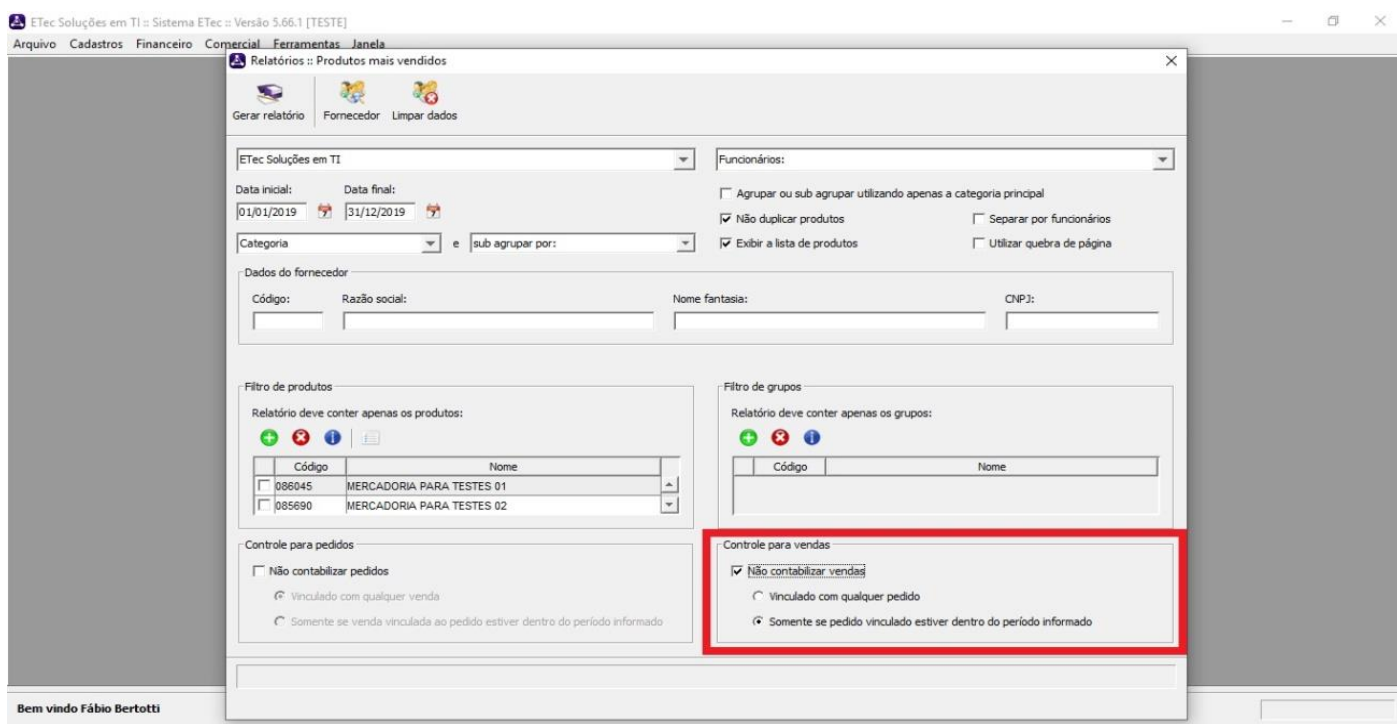 ETec Soluções em TI :: Sistema ETec :: Versão 5.66.1 [TESTE]
Arquivo Cadastros Financeiro Comercial Ferramentas Janela
Relatórios :: Produtos mais vendidos
Gerar relatório Fornecedor Limpar dados
ETec Soluções em TI Funcionários:
Data inicial: Data final: Agrupar ou sub agrupar utilizando apenas a categoria principal
01/01/2019 31/12/2019 Não duplicar produtos Separar por funcionários
Categoria e sub agrupar por: Exibir a lista de produtos Utilizar quebra de página
Dados do fornecedor
Código: Razão social: Nome fantasia: CNPJ:
Filtro de produtos Filtro de grupos
Relatório deve conter apenas os produtos: Relatório deve conter apenas os grupos:
Código Nome Código Nome
086045 MERCADORIA PARA TESTES 01
085690 MERCADORIA PARA TESTES 02
Controle para pedidos Controle para vendas
Não contabilizar pedidos Não contabilizar vendas
Vinculado com qualquer venda Vinculado com qualquer pedido
Somente se venda vinculada ao pedido estiver dentro do período informado Somente se pedido vinculado estiver dentro do período informado
Bem vindo Fábio Bertotti